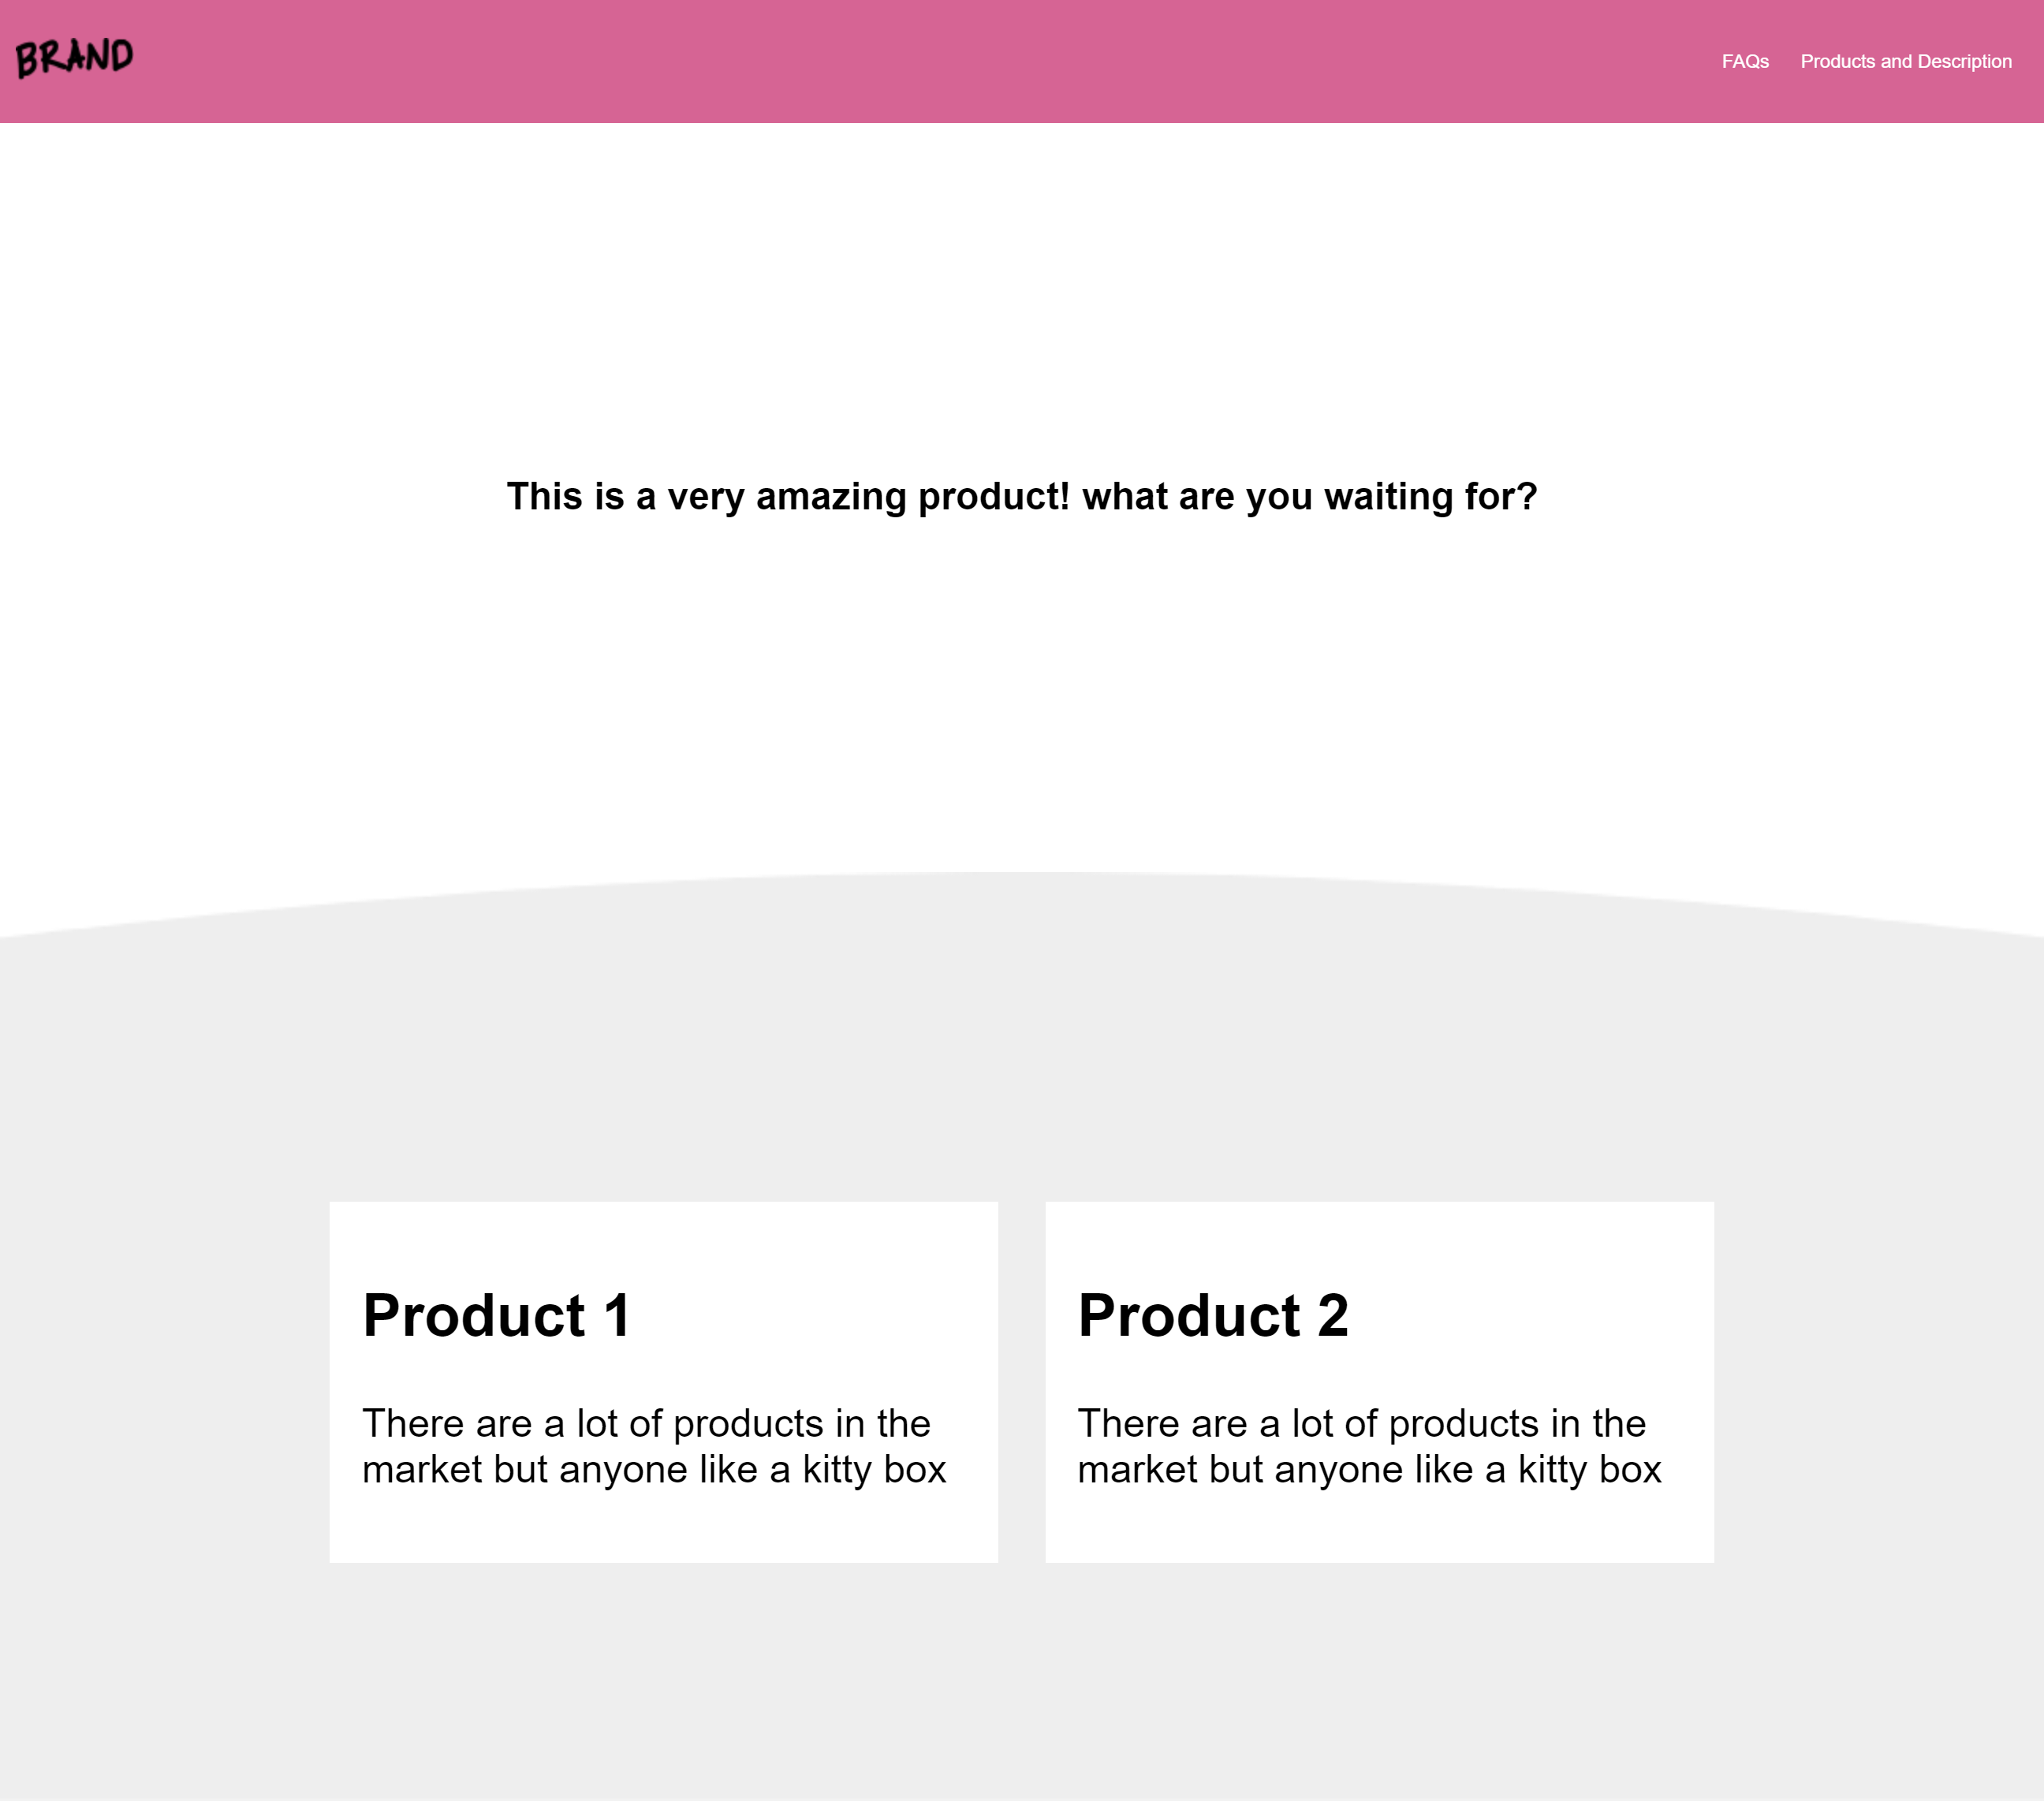 BRAND
FAQs
Products and Description
This is a very amazing product! what are you waiting for?
Product 1
There are a lot of products in the
market but anyone like a kitty box
Product 2
There are a lot of products in the
market but anyone like a kitty box